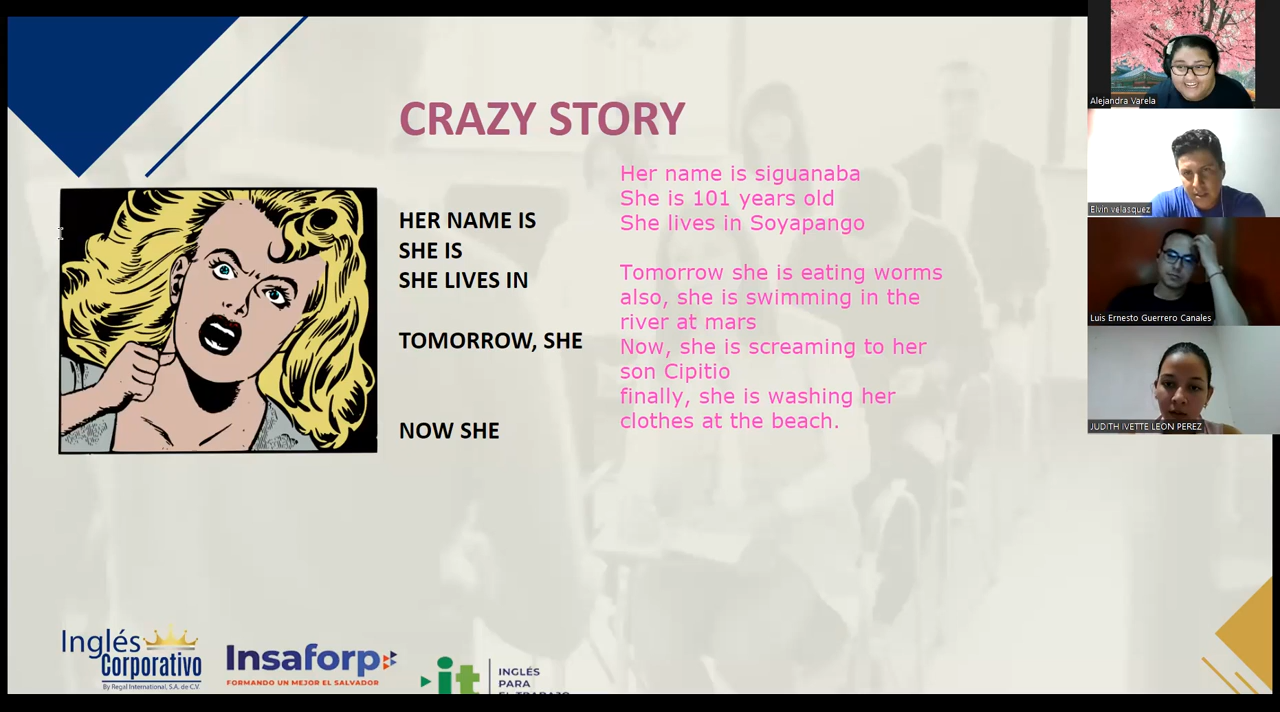 CRAZY STORY
HER NAME IS
SHE IS
SHE LIVES IN
TOMORROW, SHE
NOW SHE
Her name is siguanaba
She is 101 years old
She lives in Soyapango
Tomorrow she is eating worms
also, she is swimming in the
river at mars
Now, she is screaming to her
son Cipitio
finally, she is washing her
clothes at the beach.
Alejandra Varela
Elvin velasquez
Luis Ernesto Guerrero Canales
JUDITH IVETTE LEON PEREZ
Inglés
Corporativo
By Regal International, S.A. de C.V.
Insaforp
FORMANDO UN MEJOR EL SALVADOR
it
INGLÉS
PARA
EL TRABAJO